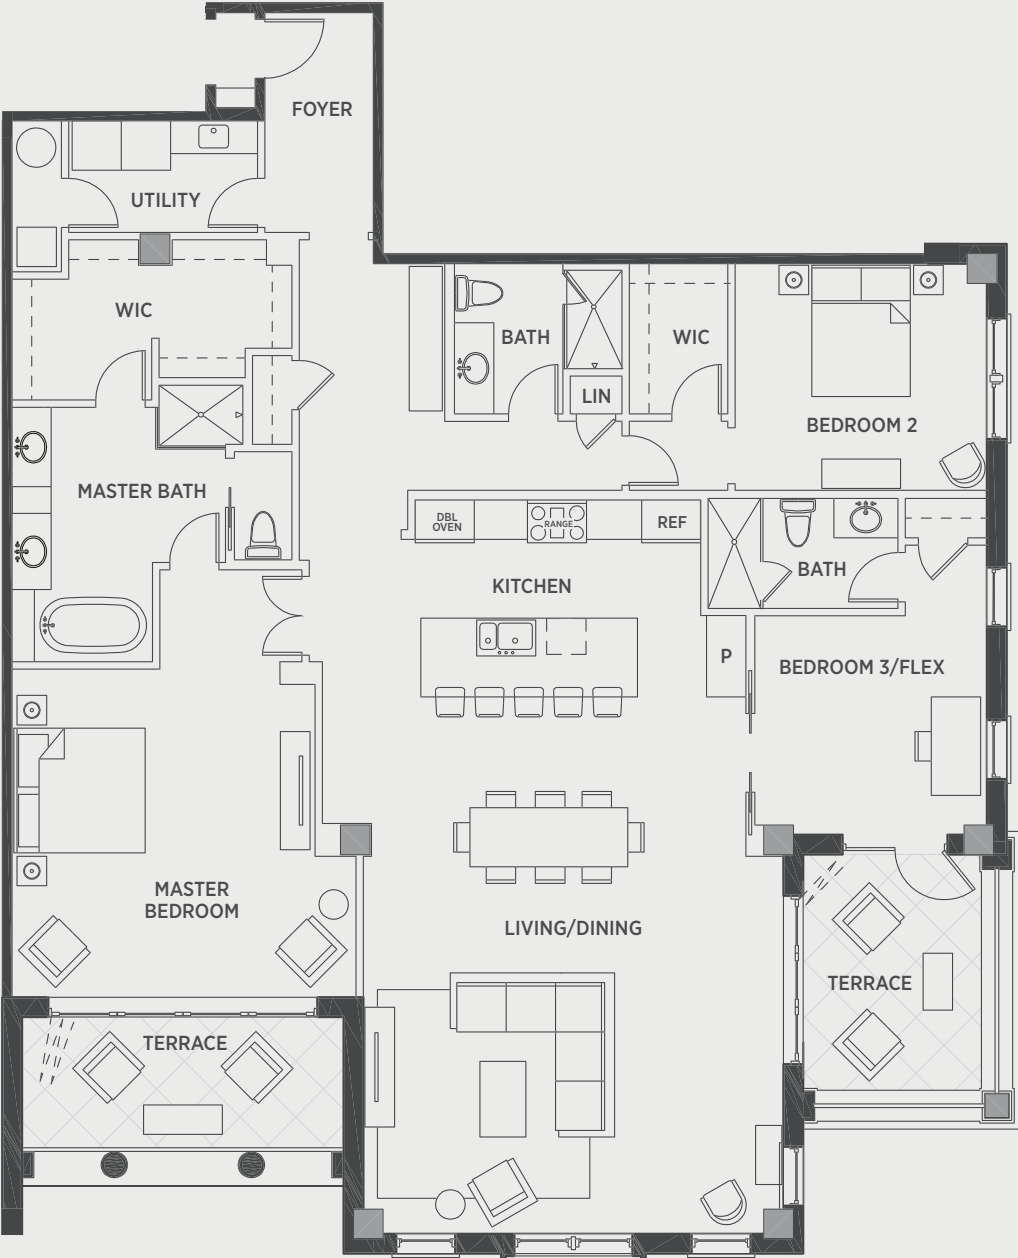 FOYER
UTILITY
WIC
BATH
WIC
LIN
BEDROOM 2
MASTER BATH
DBL
OVEN
RANGE
REF
BATH
KITCHEN
P
BEDROOM 3/FLEX
MASTER
BEDROOM
LIVING/DINING
TERRACE
TERRACE